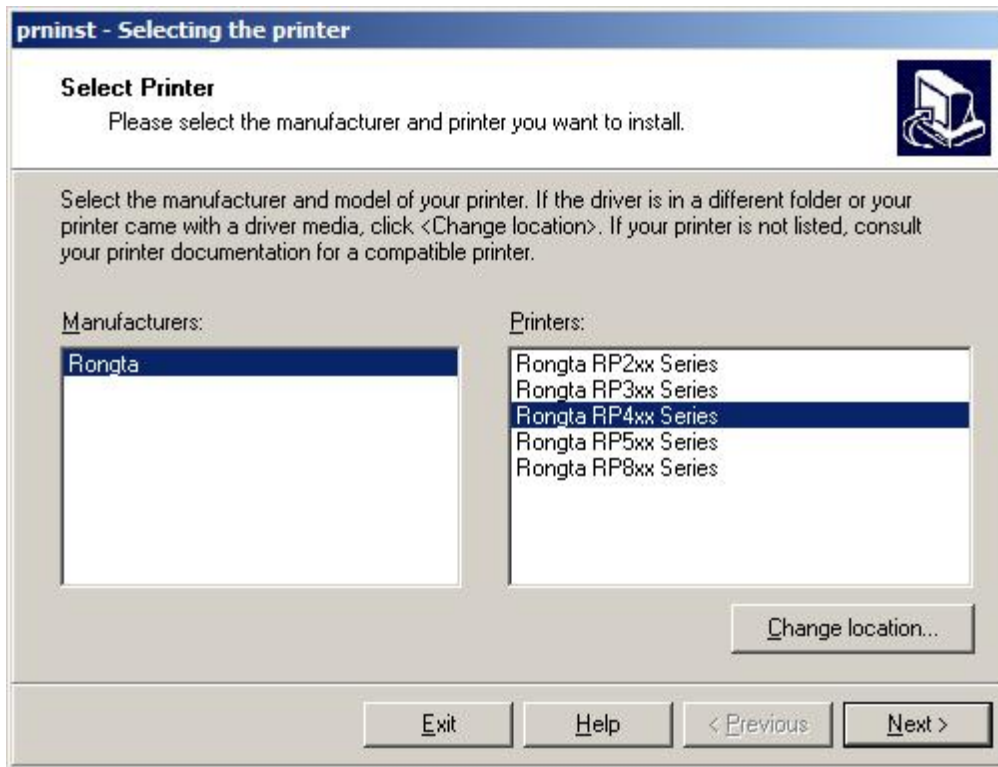 prninst - Selecting the printer
Select Printer
Please select the manufacturer and printer you want to install.
Select the manufacturer and model of your printer. If the driver is in a different folder or your
printer came with a driver media, click <Change location>. If your printer is not listed, consult
your printer documentation for a compatible printer.
Manufacturers:
Rongta
Printers:
Rongta RP2xx Series
Rongta RP3xx Series
Rongta RP4xx Series
Rongta RP5xx Series
Rongta RP8xx Series
Change location...
Exit
Help
< Previous
Next >